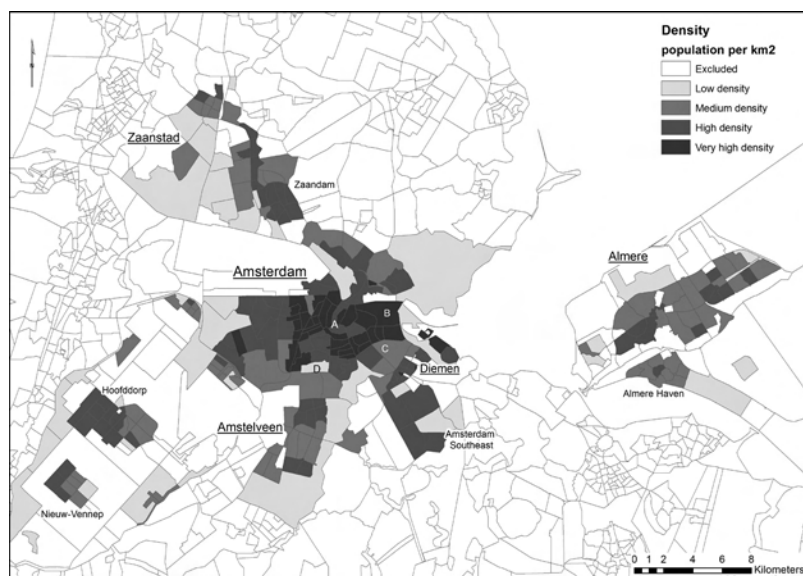 Density
population per km2
Excluded
Low density
Medium density
High density
Very high density
Zaanstad
Zaandam
Amsterdam
Almere
A
B
C
D
Diemen
Hoofddorp
Almere Haven
Amstelveen
Amsterdam
Southeast
Nieuw-Vennep
0 1 2 4 6 8
Kilometers